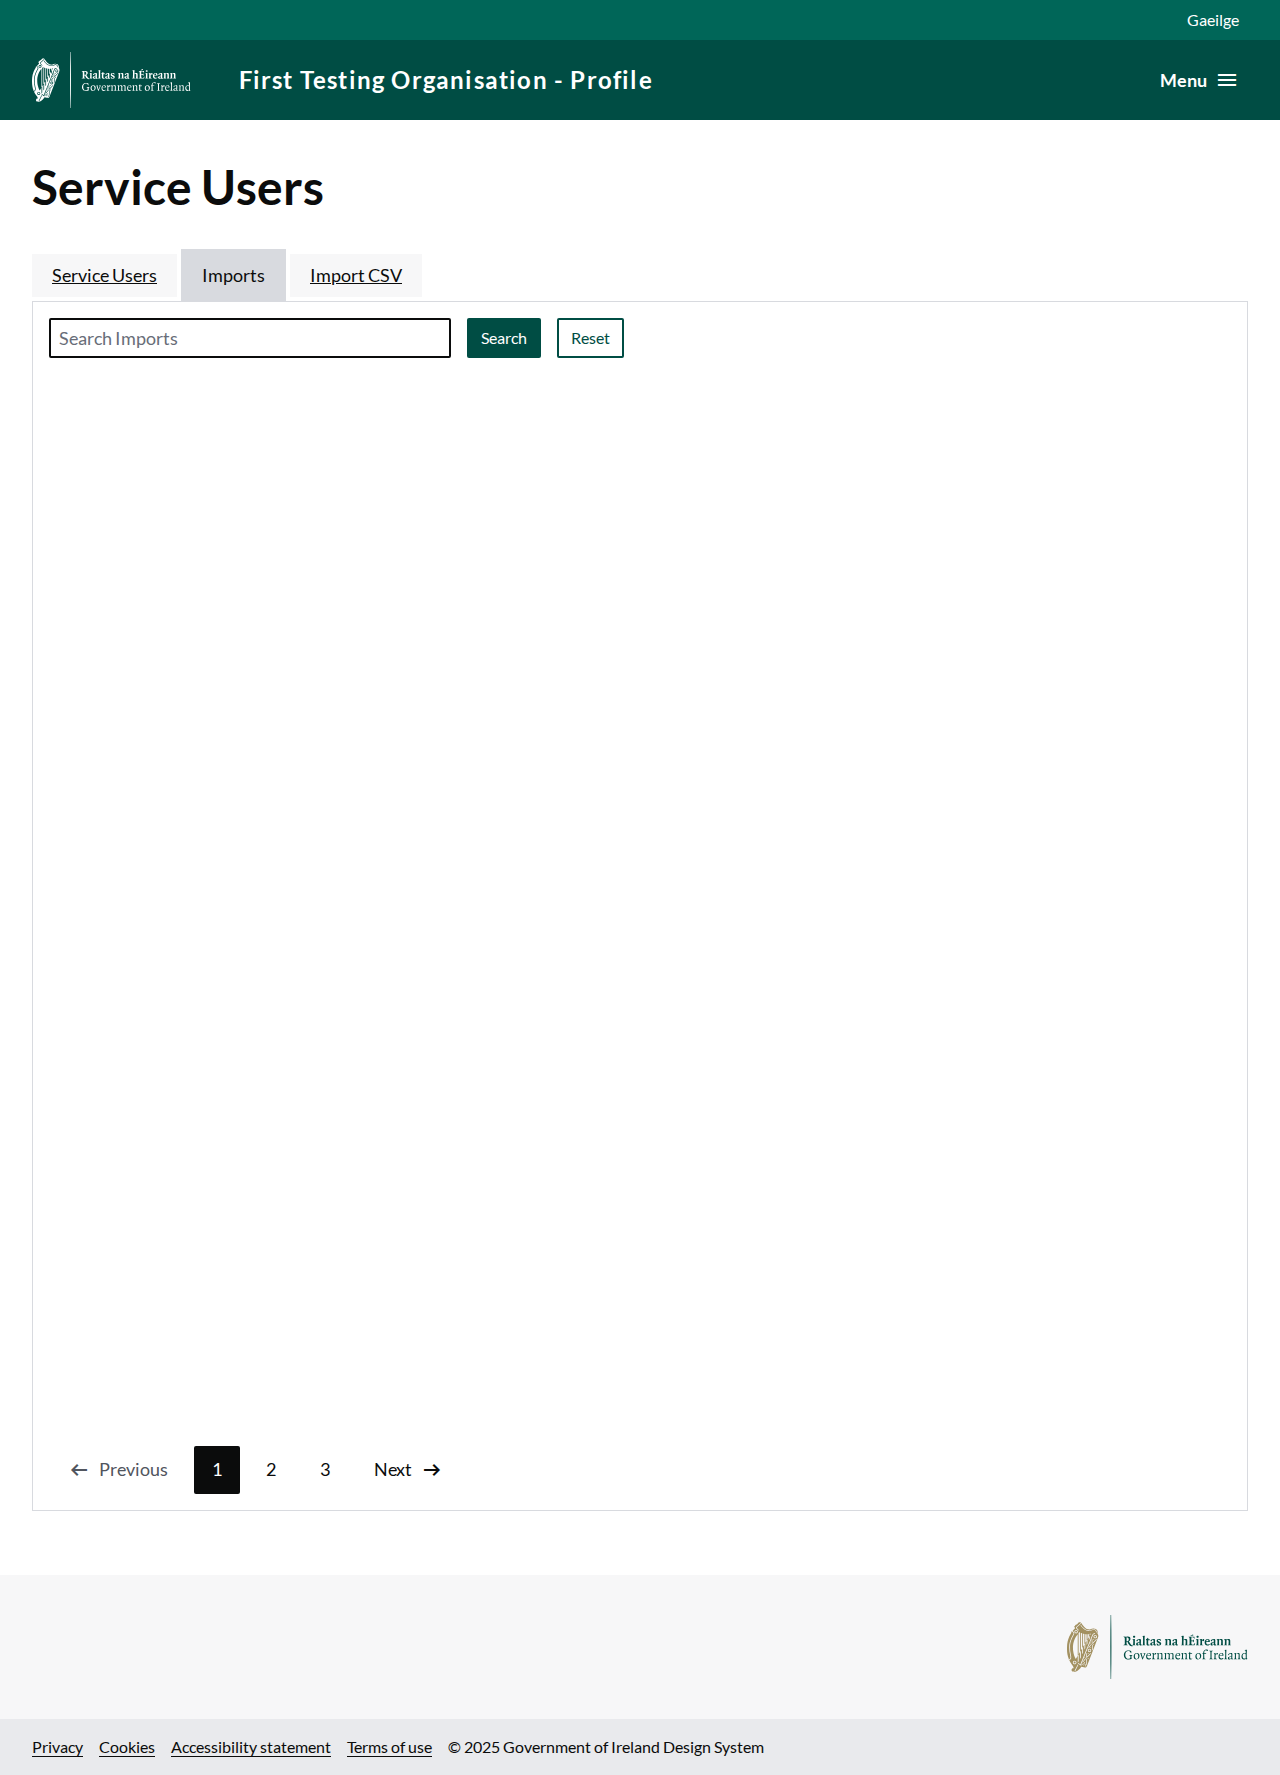 Gaeilge
Rialtas na hÉireann
Government of Ireland
First Testing Organisation - Profile
Menu
Service Users
Service Users
Imports
Import CSV
Search Imports
Search
Reset
Previous
1
2
3
Next
Rialtas na hÉireann
Government of Ireland
Privacy
Cookies
Accessibility statement
Terms of use
© 2025 Government of Ireland Design System